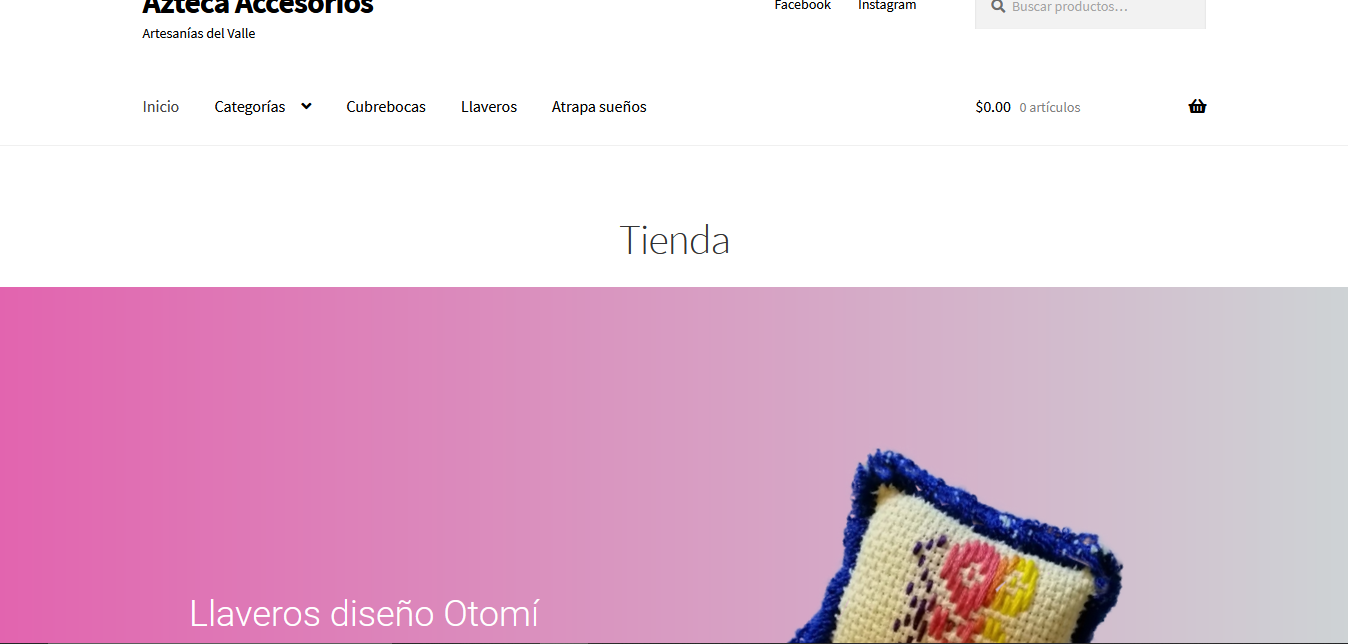 Azteca Accesorios
Facebook Instagram
Buscar productos…
Artesanías del Valle
Inicio Categorías Cubrebocas Llaveros Atrapa sueños
$0.00 0 artículos
Tienda
Llaveros diseño Otomí